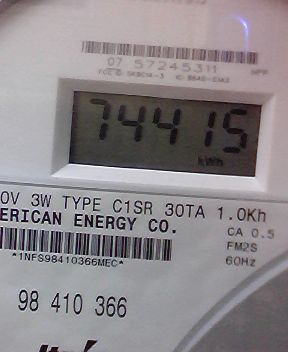 07 57245311
74415
kWh
0V 3W TYPE C1SR 30TA 1.0Kh
ERICAN ENERGY CO.
CA 0.5
FM2S
60Hz
*1NFS98410366MEC*
98 410 366